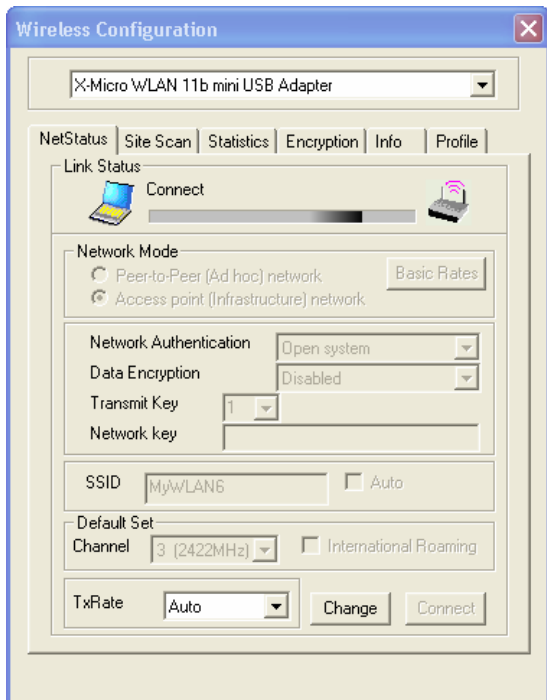 Wireless Configuration
X-Micro WLAN 11b mini USB Adapter
NetStatus Site Scan Statistics Encryption Info Profile
Link Status
Connect
Network Mode
Peer-to-Peer (Ad hoc) network
Basic Rates
Access point (Infrastructure) network
Network Authentication Open system
Data Encryption Disabled
Transmit Key 1
Network key
SSID MyWLAN6 Auto
Default Set
Channel 3 (2422MHz) International Roaming
TxRate Auto Change Connect